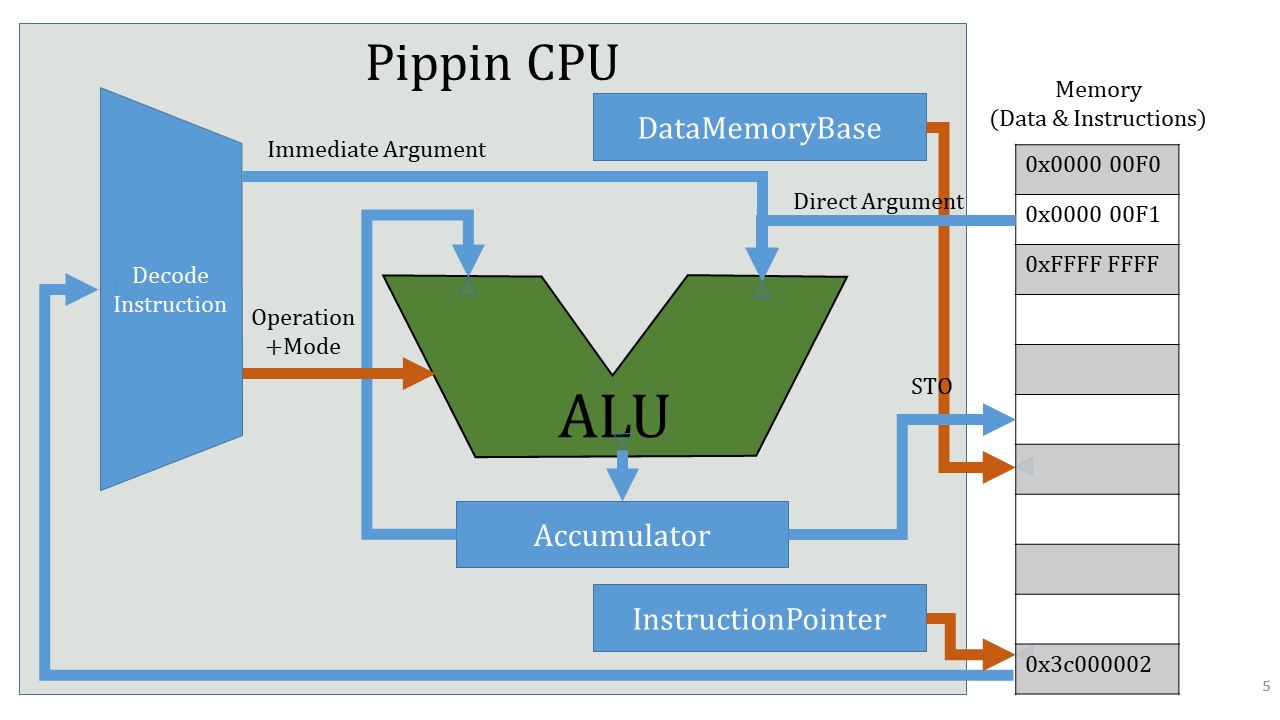 Pippin CPU
Memory
(Data & Instructions)
DataMemoryBase
Immediate Argument
0x0000 00F0
Direct Argument
0x0000 00F1
0xFFFF FFFF
Decode
Instruction
Operation
+Mode
ALU
STO
Accumulator
InstructionPointer
0x3c000002
5